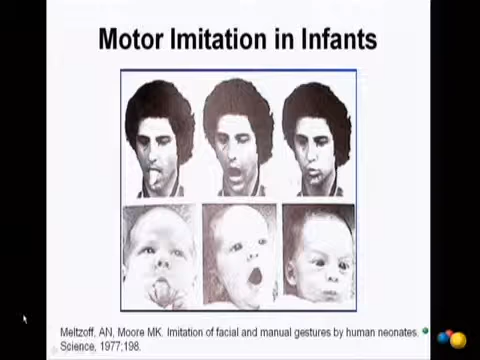 Motor Imitation in Infants
Meltzoff, AN, Moore MK. Imitation of facial and manual gestures by human neonates.
Science, 1977;198.